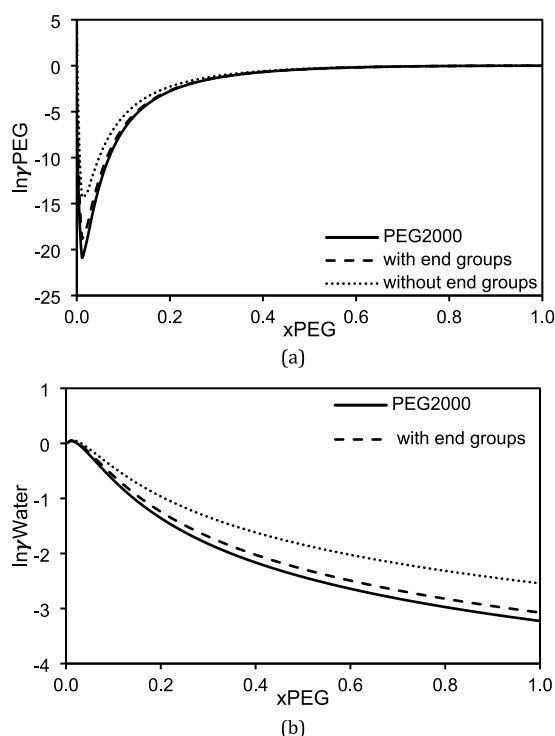 5
0
-5
-10
-15
-20
-25
lnγPEG
PEG2000
with end groups
without end groups
0.0 0.2 0.4 0.6 0.8 1.0
xPEG
(a)
1
0
-1
-2
-3
-4
lnγWater
PEG2000
with end groups
0.0 0.2 0.4 0.6 0.8 1.0
xPEG
(b)